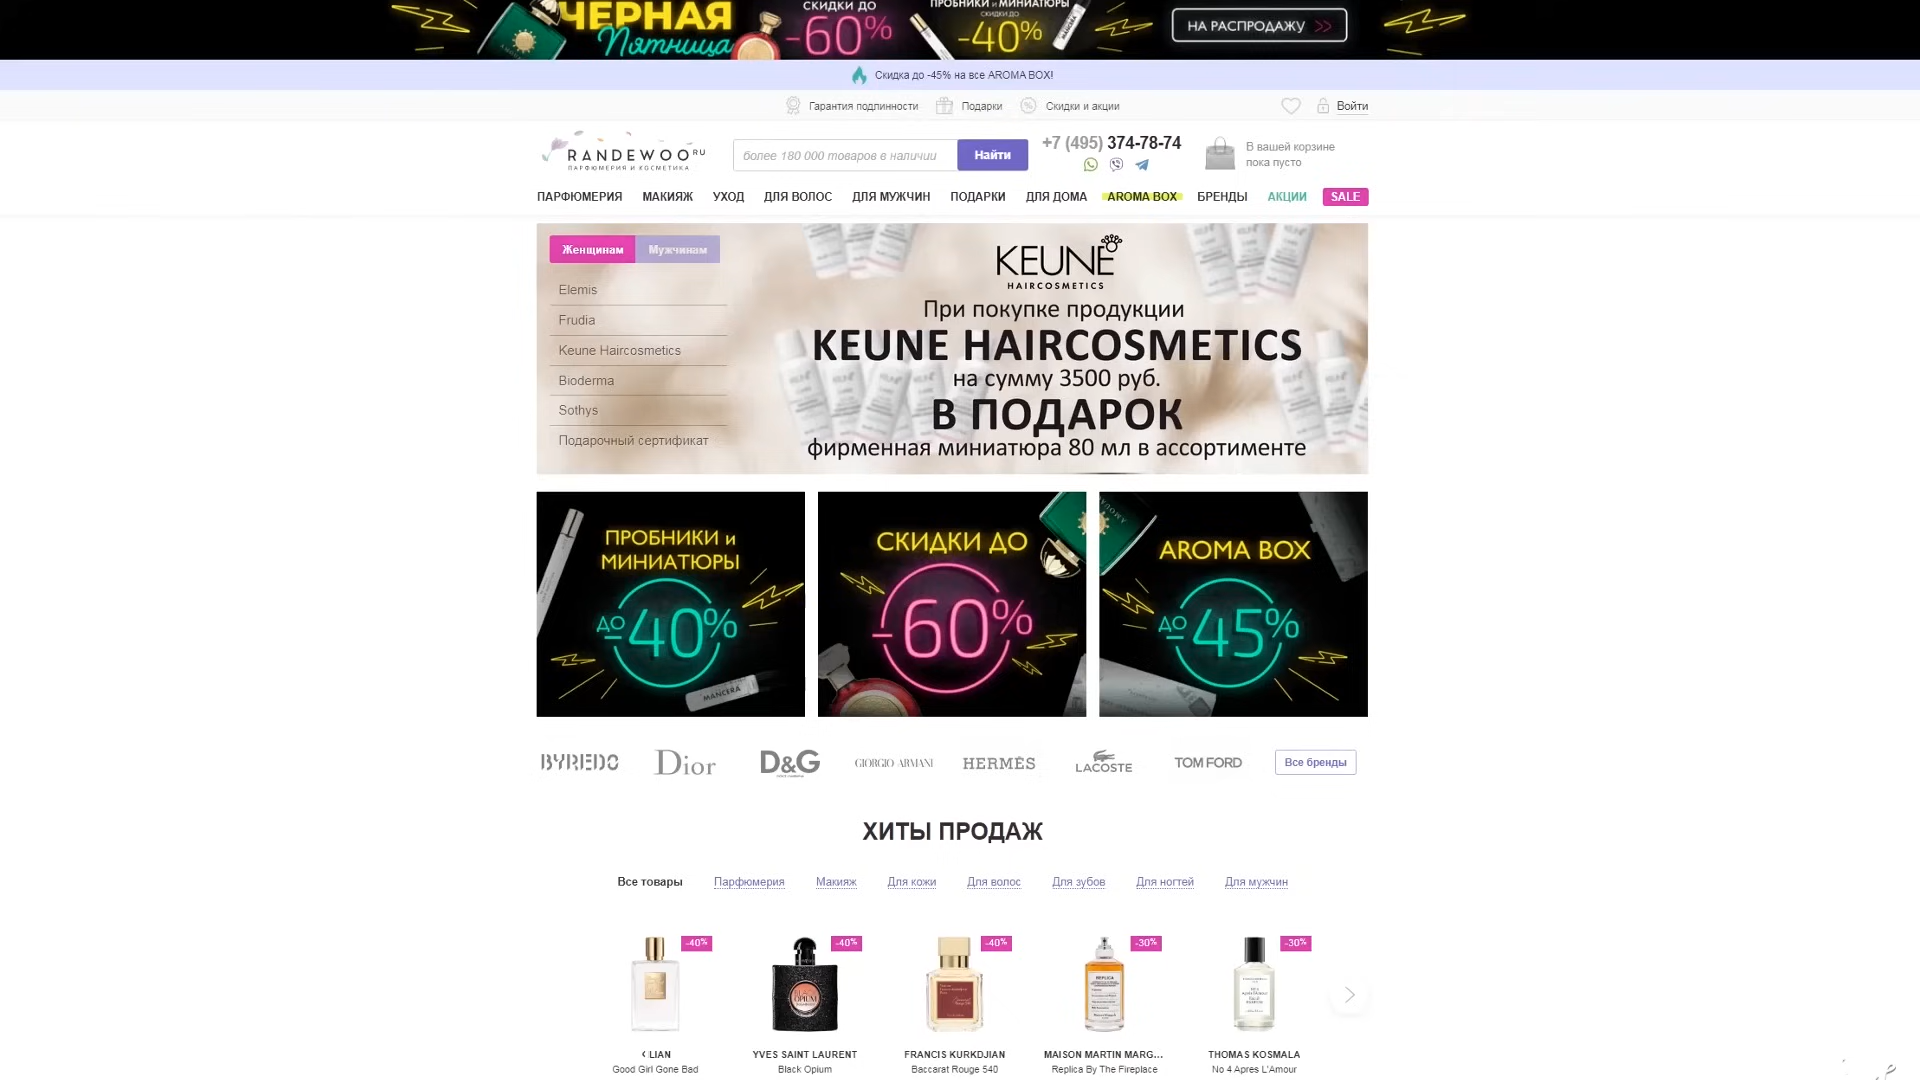 ЧЕРНАЯ
Пятница
СКИДКИ ДО
-60%
ПРОБНИКИ и МИНИАТЮРЫ
СКИДКИ ДО
-40%
MANCERA
НА РАСПРОДАЖУ >>
Скидка до -45% на все AROMA BOX!
Гарантия подлинности
Подарки
Скидки и акции
Войти
RANDEWOO RU
ПАРФЮМЕРИЯ И КОСМЕТИКА
более 180 000 товаров в наличии
Найти
+7 (495) 374-78-74
В вашей корзине
пока пусто
ПАРФЮМЕРИЯ МАКИЯЖ УХОД ДЛЯ ВОЛОС ДЛЯ МУЖЧИН ПОДАРКИ ДЛЯ ДОМА AROMA BOX БРЕНДЫ АКЦИИ SALE
Женщинам Мужчинам
Elemis
Frudia
Keune Haircosmetics
Bioderma
Sothys
Подарочный сертификат
KEUNE
HAIRCOSMETICS
При покупке продукции
KEUNE HAIRCOSMETICS
на сумму 3500 руб.
В ПОДАРОК
фирменная миниатюра 80 мл в ассортименте
ПРОБНИКИ и
МИНИАТЮРЫ
ДО -40%
MANCERA
СКИДКИ ДО
-60%
AROMA BOX
ДО -45%
BYREDO Dior D&G GIORGIO ARMANI HERMÈS LACOSTE TOM FORD Все бренды
ХИТЫ ПРОДАЖ
Все товары Парфюмерия Макияж Для кожи Для волос Для зубов Для ногтей Для мужчин
-40% -40% -40% -30% -30%
BLACK
OPIUM
REPLICA
LIAN YVES SAINT LAURENT FRANCIS KURKDJIAN MAISON MARTIN MARG... THOMAS KOSMALA
Good Girl Gone Bad Black Opium Baccarat Rouge 540 Replica By The Fireplace No 4 Apres L'Amour